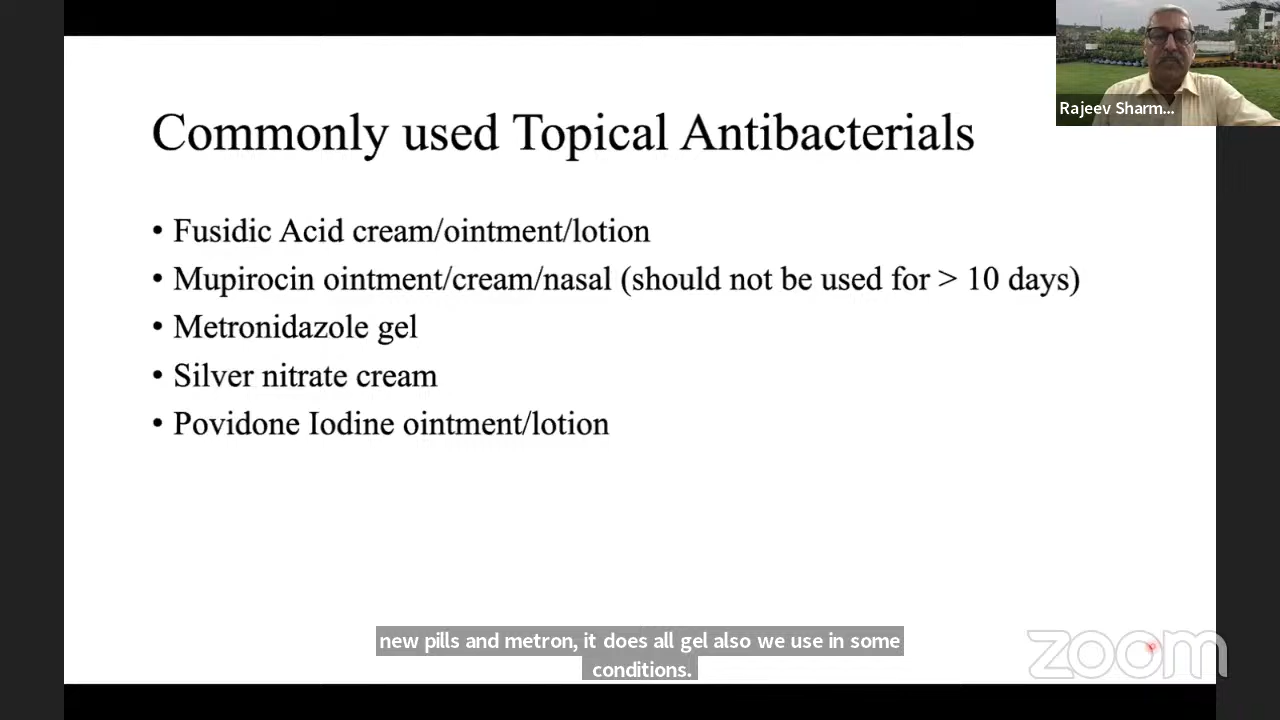 Rajeev Sharm...
Commonly used Topical Antibacterials
• Fusidic Acid cream/ointment/lotion
• Mupirocin ointment/cream/nasal (should not be used for > 10 days)
• Metronidazole gel
• Silver nitrate cream
• Povidone Iodine ointment/lotion
new pills and metron, it does all gel also we use in some
conditions.
zoom